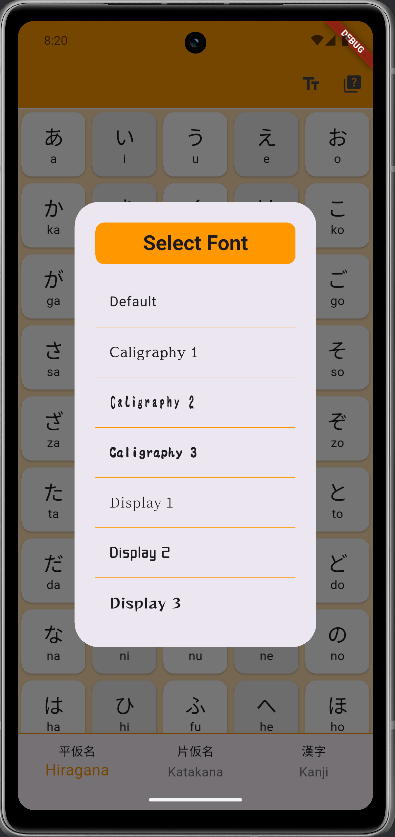 8:20
DEBUG
あ い う え お
a i u e o
か こ
ka ko
Select Font
が ご
ga go
Default
さ そ
sa so
Caligraphy 1
ざ ぞ
za zo
Caligraphy 2
Caligraphy 3
た と
ta to
Display 1
だ ど
da do
Display 2
Display 3
な の
na ni nu ne no
は ひ ふ へ ほ
ha hi fu he ho
平仮名 片仮名 漢字
Hiragana Katakana Kanji